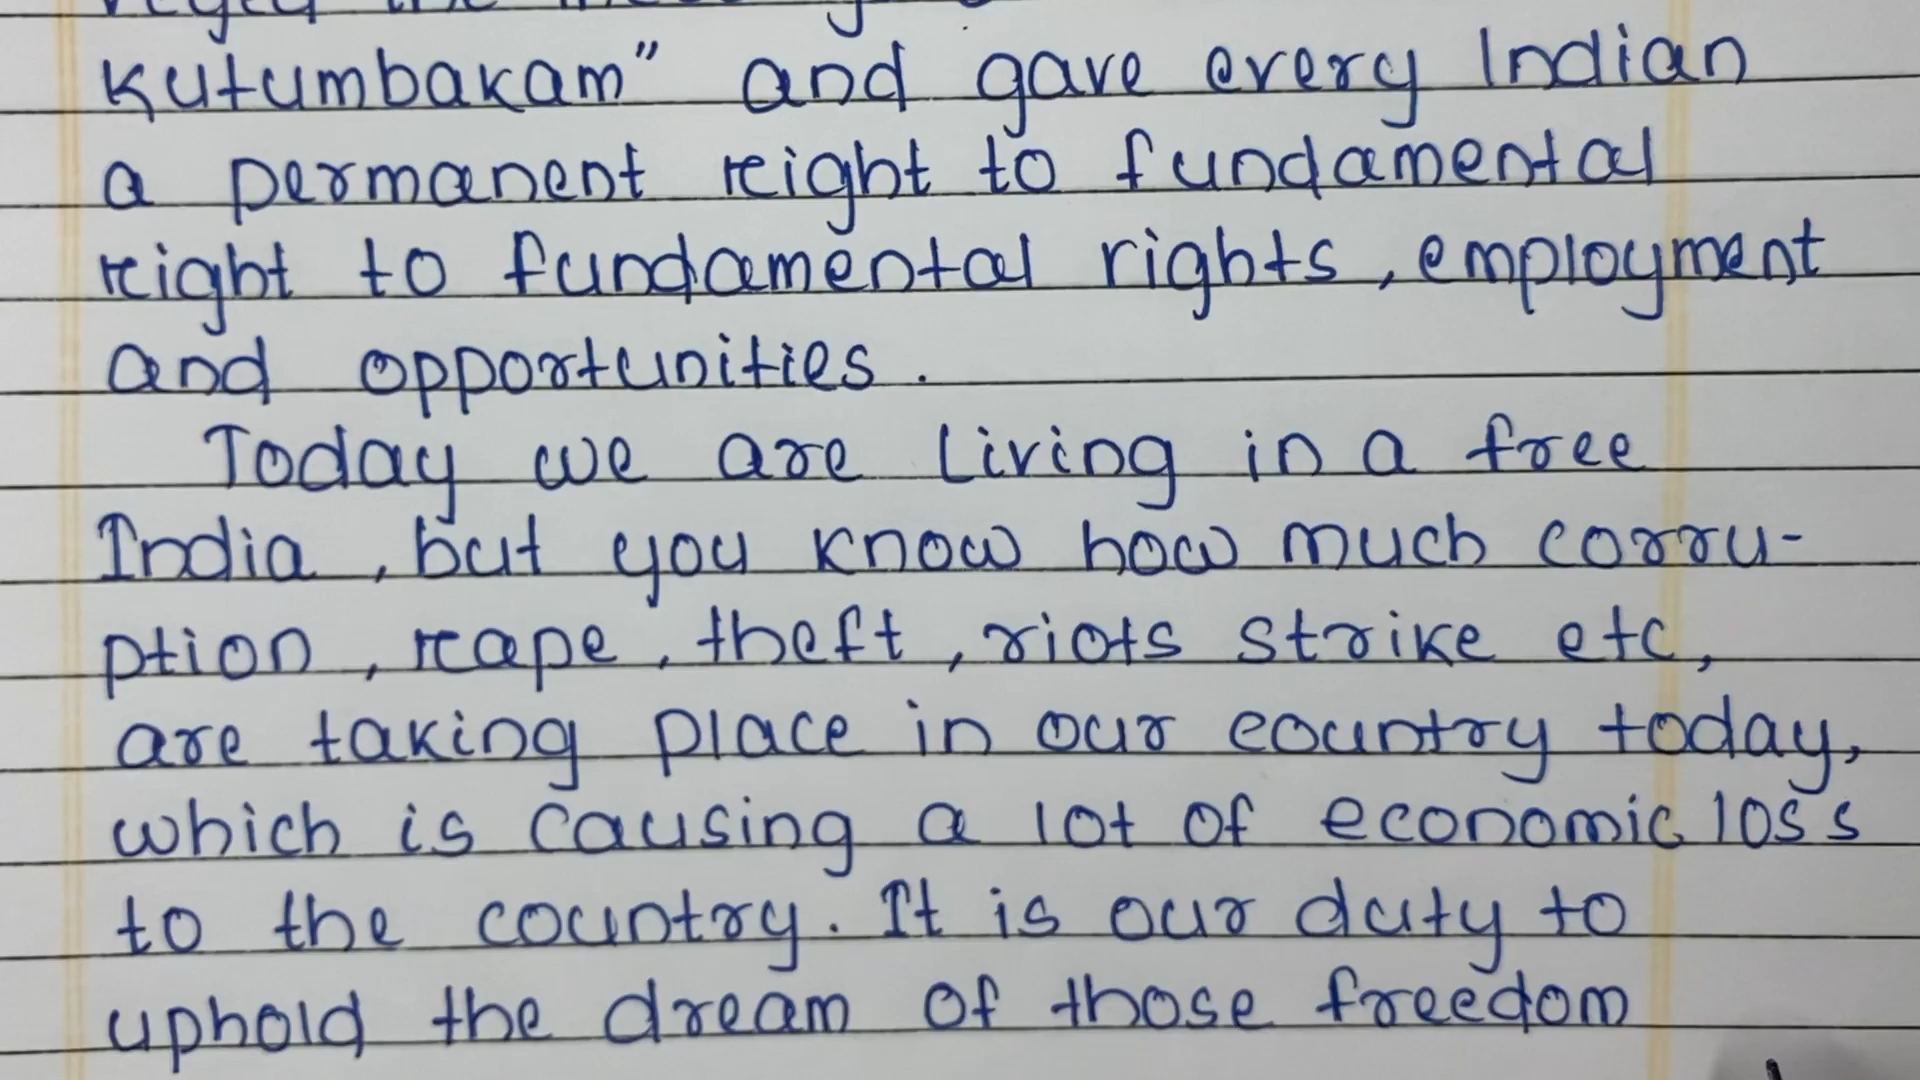 Kutumbakam" and gave every Indian
a permanent right to fundamental
right to fundamental rights, employment
and opportunities.
Today we are Living in a free
India, but you know how much corru-
ption, rape, theft, riots strike etc,
are taking place in our country today,
which is causing a lot of economic loss
to the country. It is our duty to
uphold the dream of those freedom